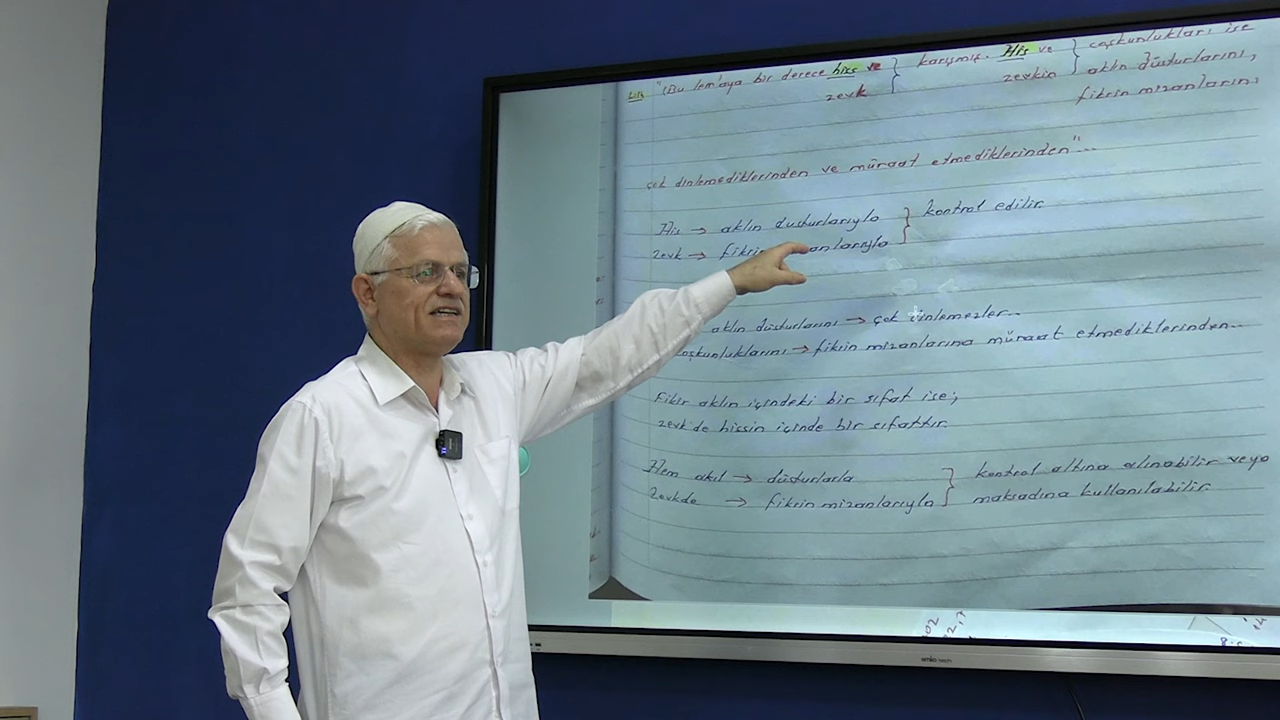 "(Bu lem'aya bir derece hiss ve } karışmış. His ve } coşkunlukları ise
zevk zevkin aklın düsturlarını,
fikrin mizanlarını
çok dinlemediklerinden ve müraat etmediklerinden"...
His → aklın dusturlarıyla } kontrol edilir.
Zevk → fikrin mizanlarıyla
aklın düsturlarını → çok dinlemezler...
coşkunluklarını → fikrin mizanlarına müraat etmediklerinden...
Fikir aklın içindeki bir sıfat ise;
zevk'de hissin içinde bir sıfattır.
Hem akıl → düsturlarla } kontrol altına alınabilir veya
Zevkde → fikrin mizanlarıyla maksadına kullanılabilir.